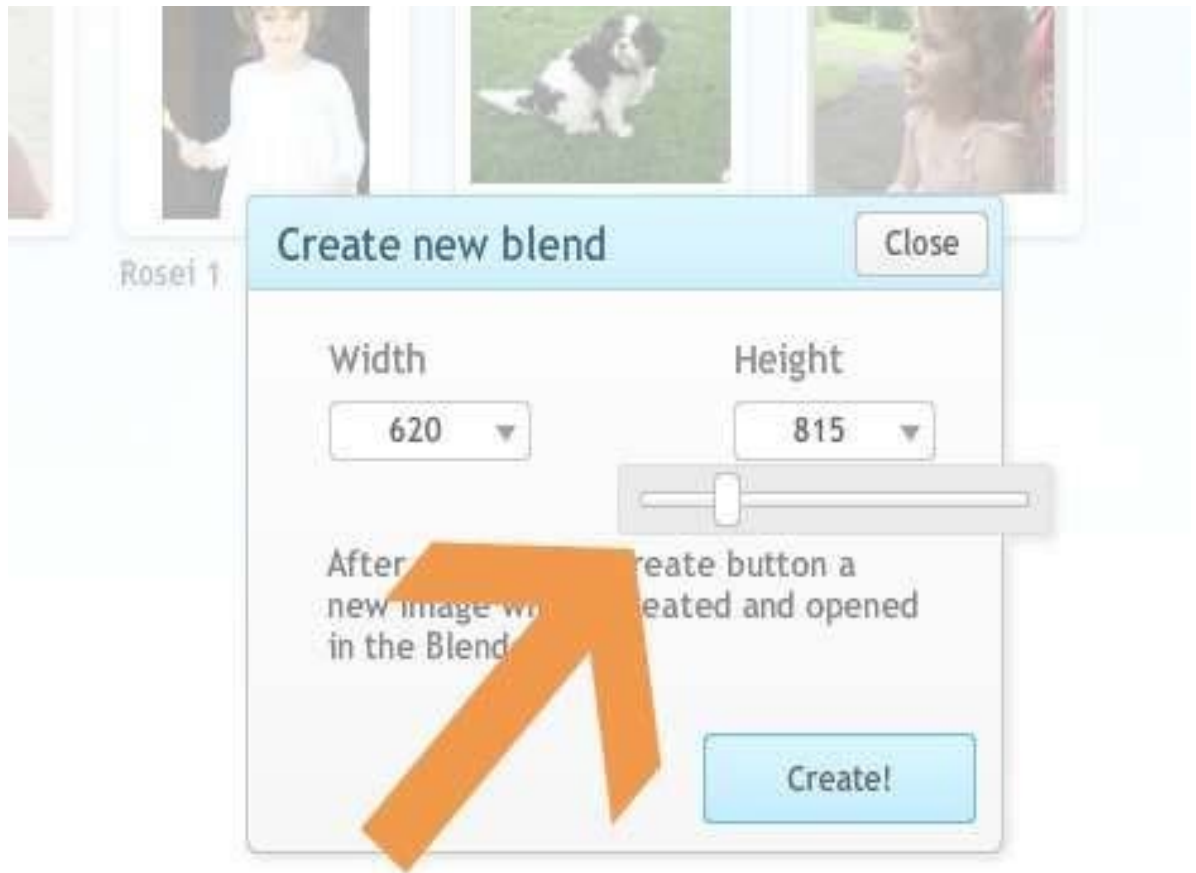 Rosei 1
Create new blend
Close
Width
Height
620
815
After reate button a
new image eated and opened
in the Blend
Create!